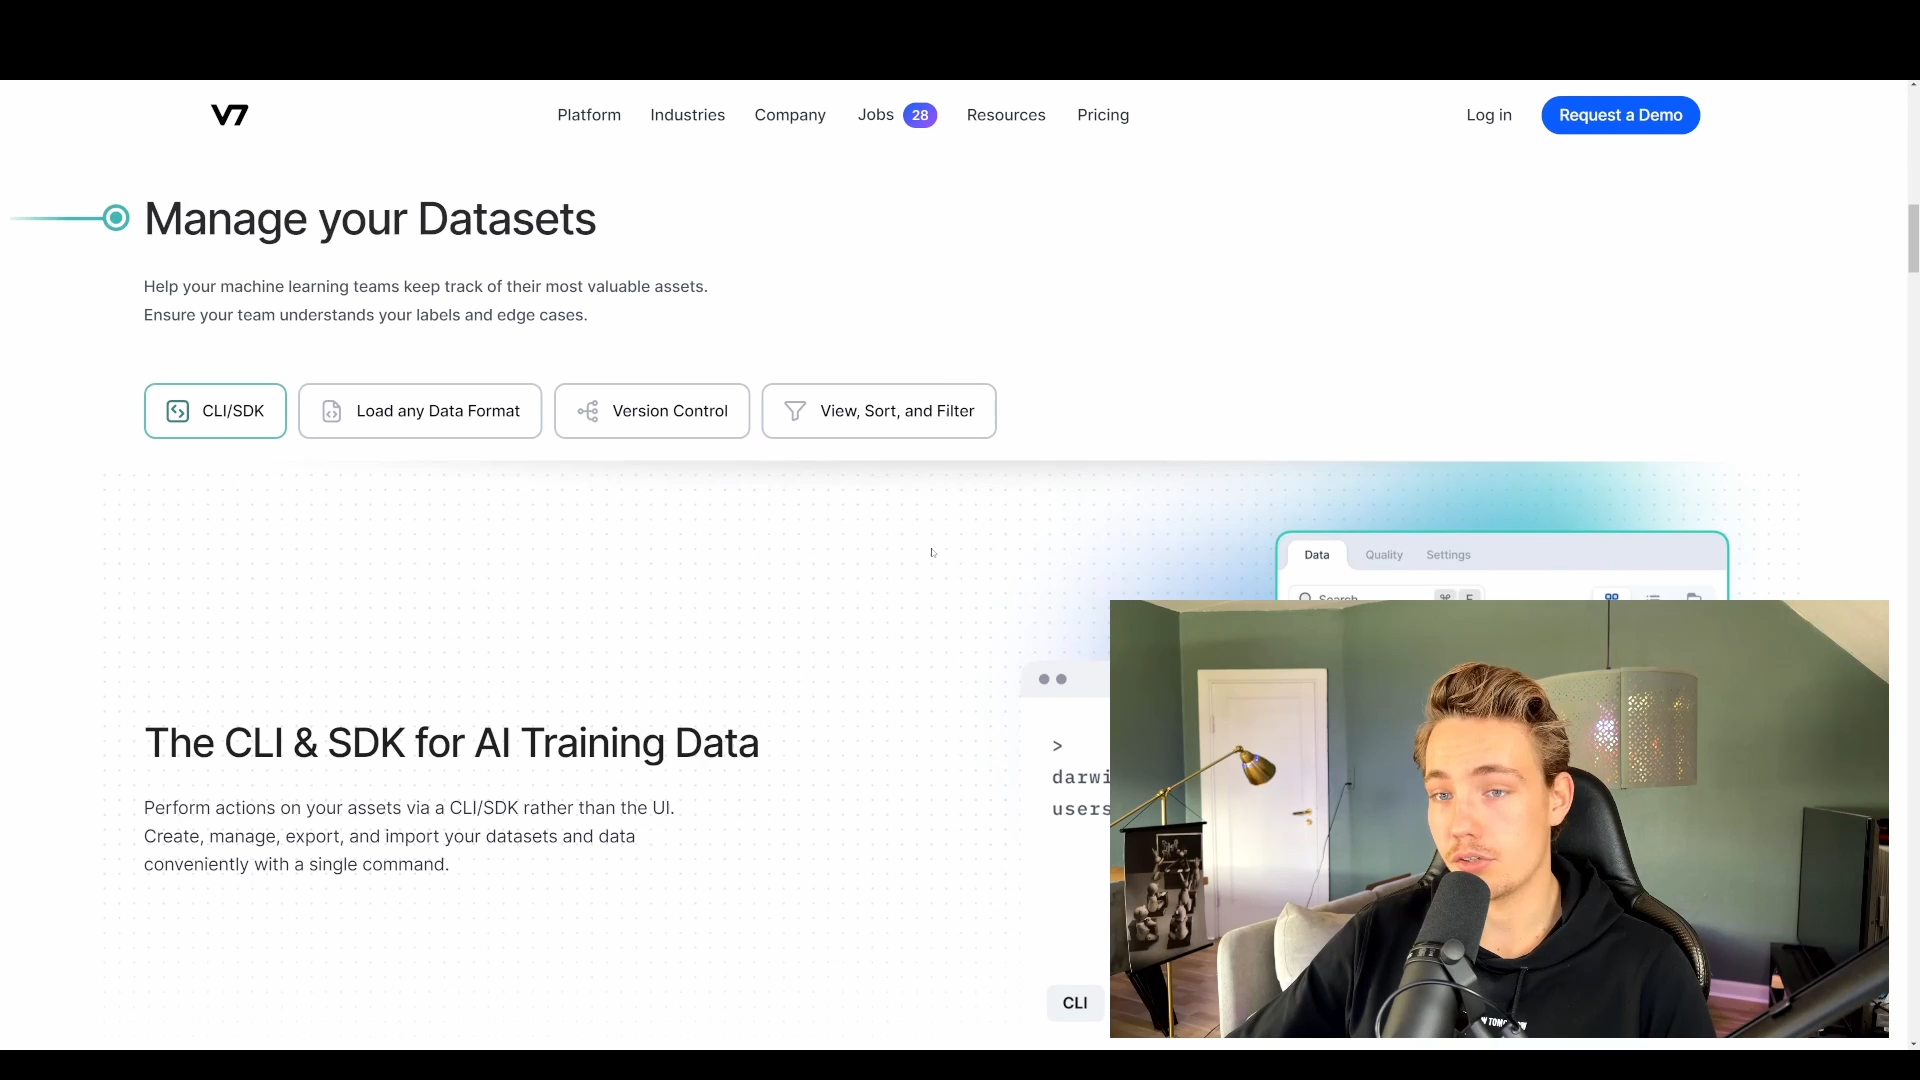 V7
Platform
Industries
Company
Jobs 28
Resources
Pricing
Log in
Request a Demo
Manage your Datasets
Help your machine learning teams keep track of their most valuable assets.
Ensure your team understands your labels and edge cases.
CLI/SDK
Load any Data Format
Version Control
View, Sort, and Filter
Data
Quality
Settings
Search
⌘ F
The CLI & SDK for AI Training Data
Perform actions on your assets via a CLI/SDK rather than the UI.
Create, manage, export, and import your datasets and data
conveniently with a single command.
>
darwi
users
CLI